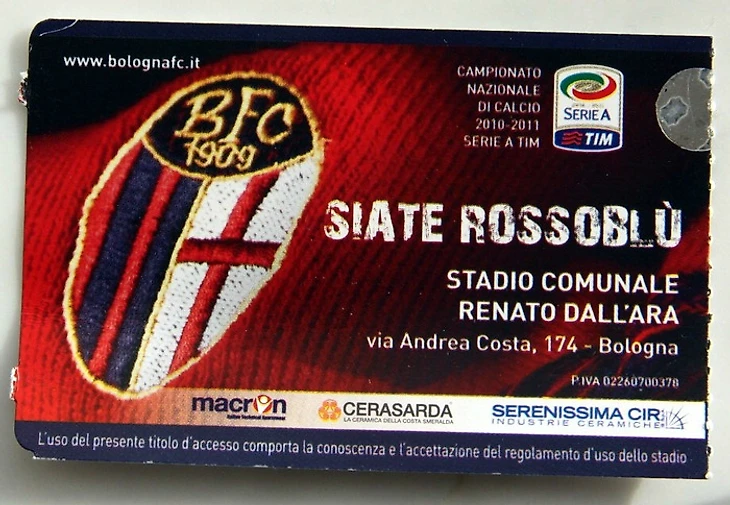 www.bolognafc.it
BFC
1909
CAMPIONATO
NAZIONALE
DI CALCIO
2010-2011
SERIE A TIM
SERIE A
TIM
SIATE ROSSOBLÙ
STADIO COMUNALE
RENATO DALL'ARA
via Andrea Costa, 174 - Bologna
P.IVA 02260700378
macron
CERASARDA
LA CERAMICA DELLA COSTA SMERALDA
SERENISSIMA CIR
INDUSTRIE CERAMICHE
L'uso del presente titolo d'accesso comporta la conoscenza e l'accettazione del regolamento d'uso dello stadio